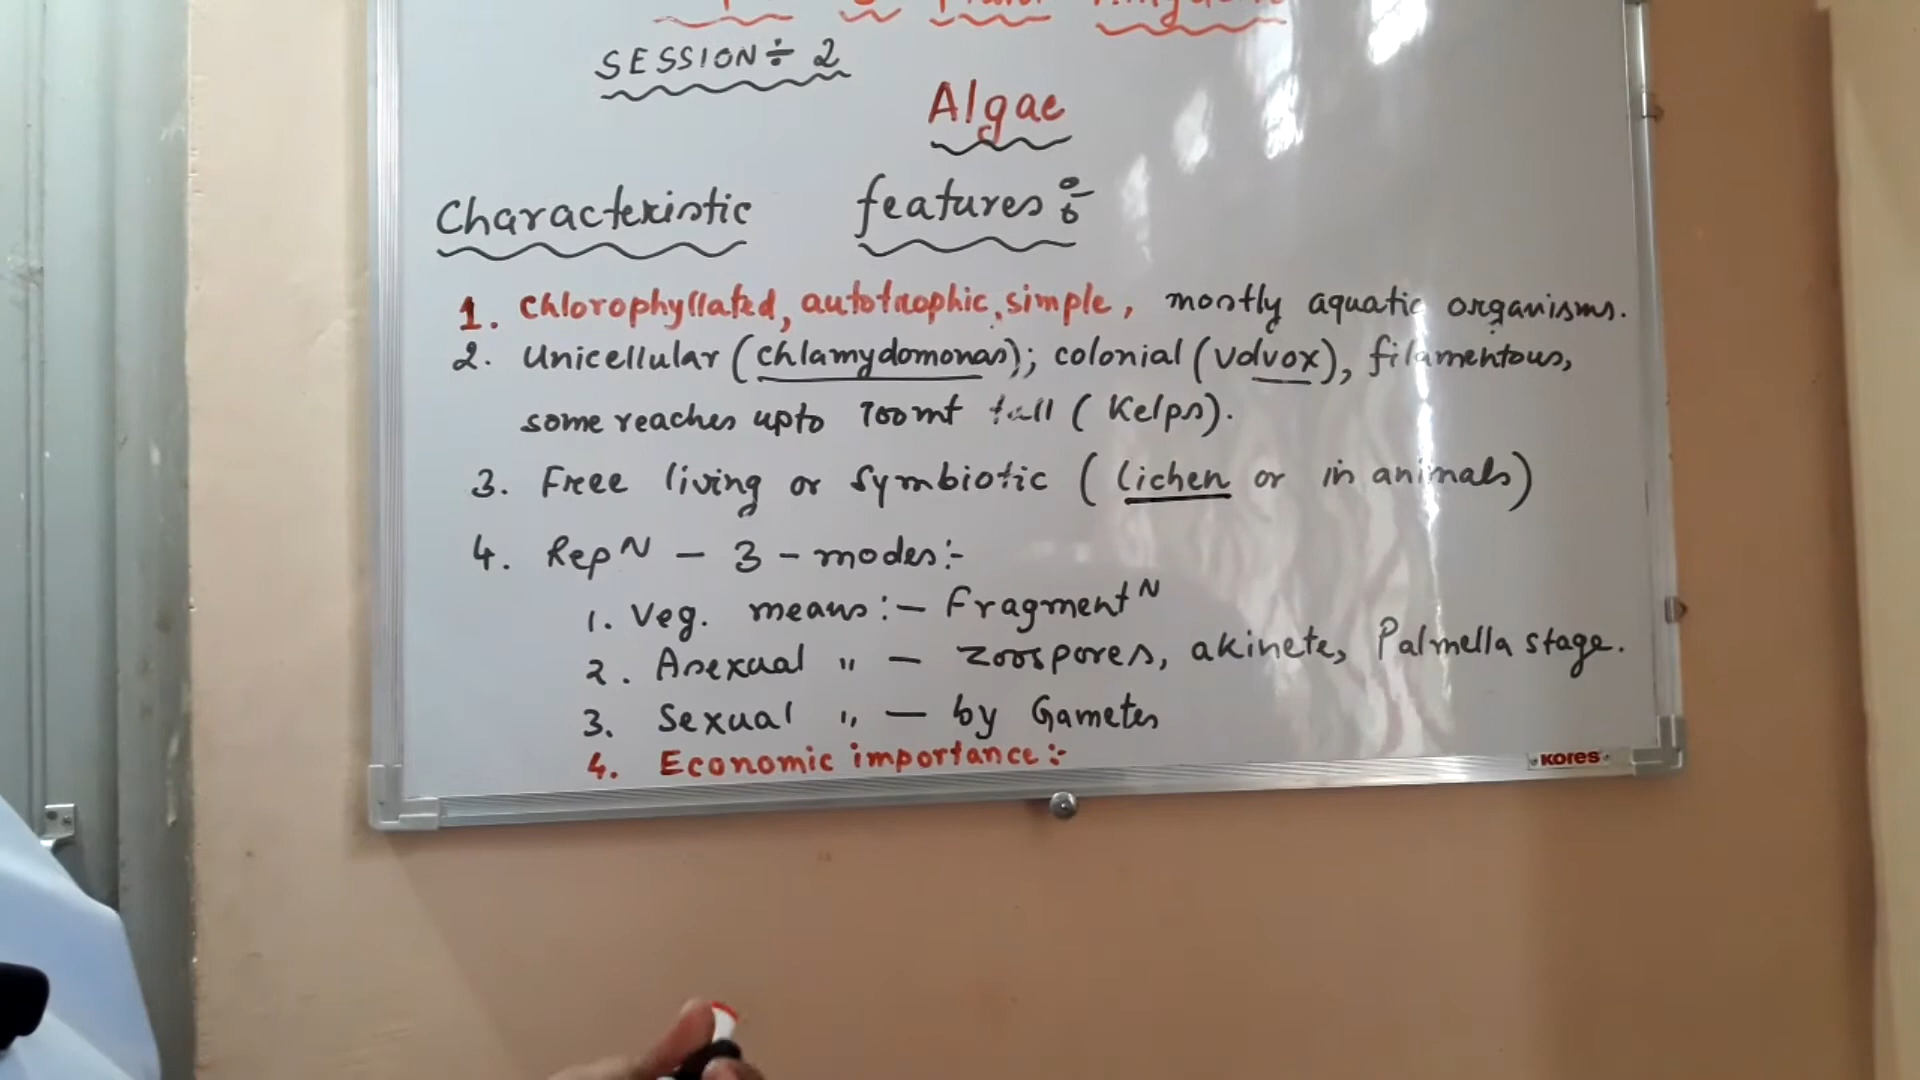 SESSION÷ 2
Algae
Characteristic features :-
1. Chlorophyllated, autotrophic, simple, mostly aquatic organisms.
2. Unicellular (chlamydomonas); colonial (Volvox), filamentous,
some reaches upto 100mt tall (Kelps).
3. Free living or Symbiotic (lichen or in animals)
4. Rep^N - 3 - modes:-
1. Veg. means:- Fragment^N
2. Asexual " - Zoospores, akinete, Palmella stage.
3. Sexual " - by Gametes
4. Economic importance:-
kores